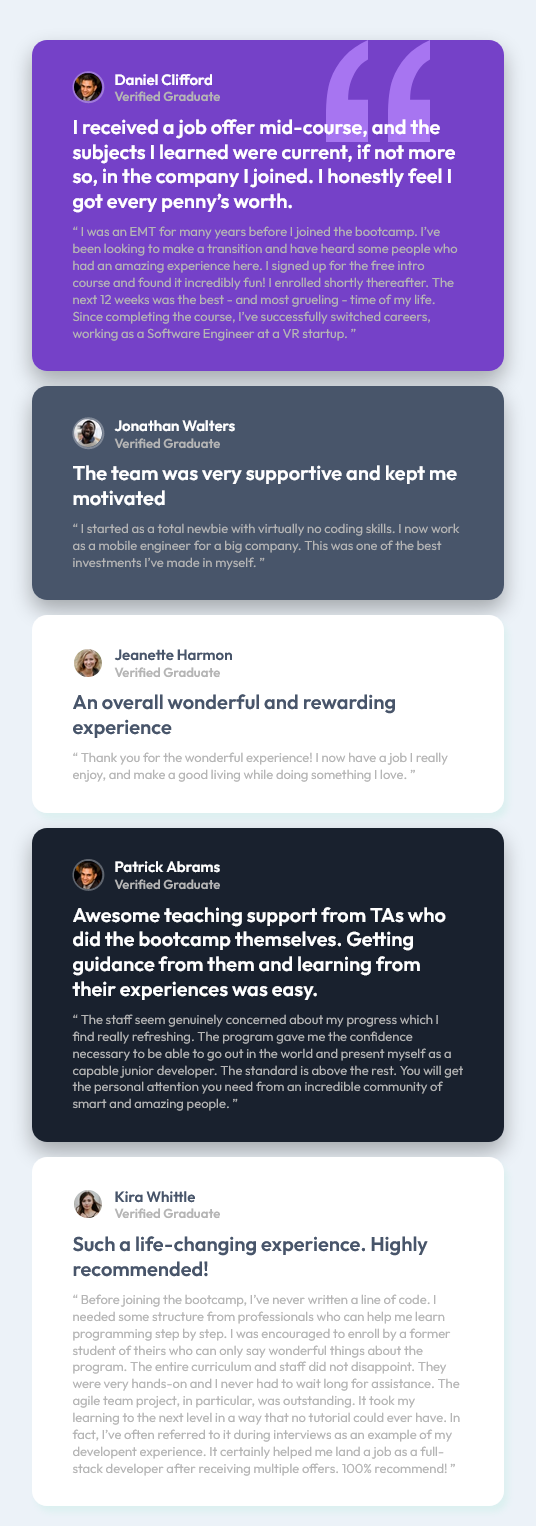 Daniel Clifford
Verified Graduate
I received a job offer mid-course, and the
subjects I learned were current, if not more
so, in the company I joined. I honestly feel I
got every penny’s worth.
“ I was an EMT for many years before I joined the bootcamp. I’ve
been looking to make a transition and have heard some people who
had an amazing experience here. I signed up for the free intro
course and found it incredibly fun! I enrolled shortly thereafter. The
next 12 weeks was the best - and most grueling - time of my life.
Since completing the course, I’ve successfully switched careers,
working as a Software Engineer at a VR startup. ”
Jonathan Walters
Verified Graduate
The team was very supportive and kept me
motivated
“ I started as a total newbie with virtually no coding skills. I now work
as a mobile engineer for a big company. This was one of the best
investments I’ve made in myself. ”
Jeanette Harmon
Verified Graduate
An overall wonderful and rewarding
experience
“ Thank you for the wonderful experience! I now have a job I really
enjoy, and make a good living while doing something I love. ”
Patrick Abrams
Verified Graduate
Awesome teaching support from TAs who
did the bootcamp themselves. Getting
guidance from them and learning from
their experiences was easy.
“ The staff seem genuinely concerned about my progress which I
find really refreshing. The program gave me the confidence
necessary to be able to go out in the world and present myself as a
capable junior developer. The standard is above the rest. You will get
the personal attention you need from an incredible community of
smart and amazing people. ”
Kira Whittle
Verified Graduate
Such a life-changing experience. Highly
recommended!
“ Before joining the bootcamp, I’ve never written a line of code. I
needed some structure from professionals who can help me learn
programming step by step. I was encouraged to enroll by a former
student of theirs who can only say wonderful things about the
program. The entire curriculum and staff did not disappoint. They
were very hands-on and I never had to wait long for assistance. The
agile team project, in particular, was outstanding. It took my
learning to the next level in a way that no tutorial could ever have. In
fact, I’ve often referred to it during interviews as an example of my
developent experience. It certainly helped me land a job as a full-
stack developer after receiving multiple offers. 100% recommend! ”